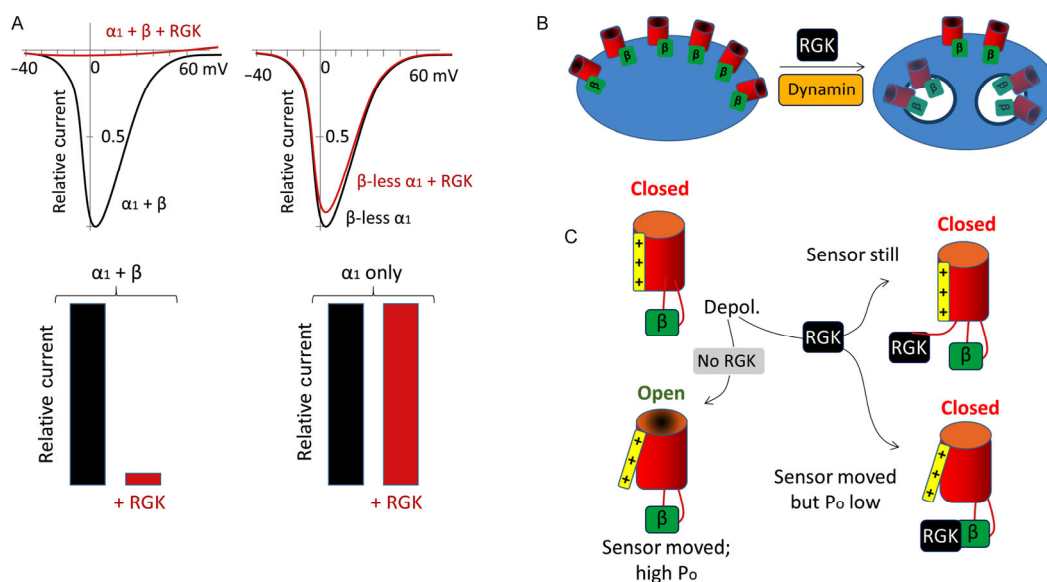 A
α1 + β + RGK
−40
0
60 mV
0.5
Relative current
α1 + β
−40
0
60 mV
0.5
Relative current
β-less α1 + RGK
β-less α1
α1 + β
Relative current
+ RGK
α1 only
Relative current
+ RGK
B
β
β
β
β
β
β
RGK
Dynamin
β
β
β
β
C
Closed
+
+
+
β
Depol.
No RGK
RGK
Open
+
+
+
β
Sensor moved;
high Po
Sensor still
Closed
+
+
+
RGK
β
Closed
Sensor moved
but Po low
+
+
+
RGK
β